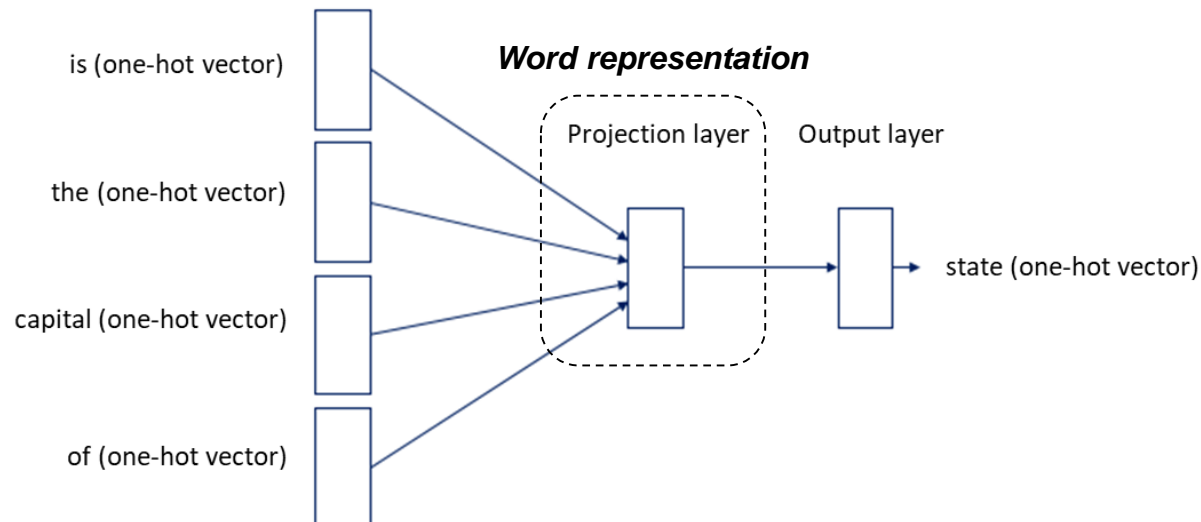 is (one-hot vector)
Word representation
Projection layer
Output layer
the (one-hot vector)
state (one-hot vector)
capital (one-hot vector)
of (one-hot vector)